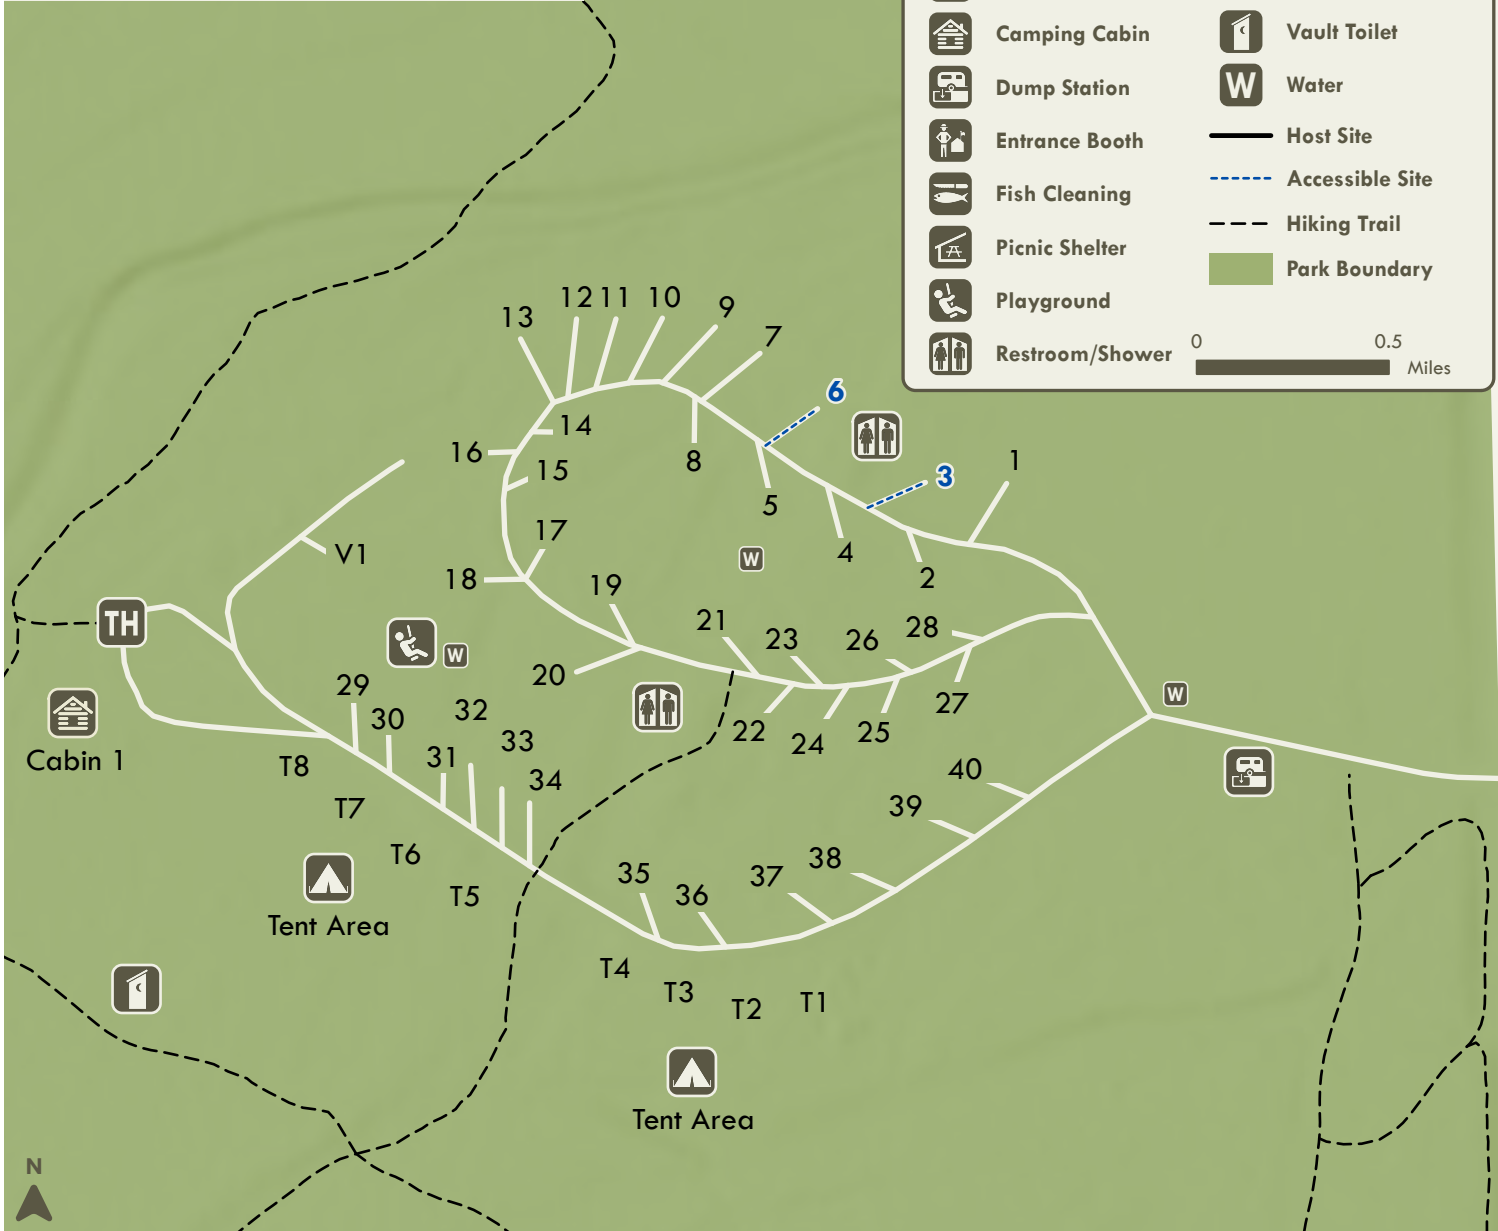 Camping Cabin
Vault Toilet
Dump Station
W
Water
Entrance Booth
Host Site
Fish Cleaning
Accessible Site
Hiking Trail
Picnic Shelter
Park Boundary
Playground
Restroom/Shower
0 0.5
Miles
12 11 10 9
13
7
6
14
16
8
1
15
3
5
17
V1
4
W
18
19
2
TH
21
28
23
26
W
20
29
32
27
W
30
22
25
33
24
Cabin 1
31
T8
40
34
T7
39
T6
38
35
37
T5
36
Tent Area
T4
T3
T2
T1
Tent Area
N